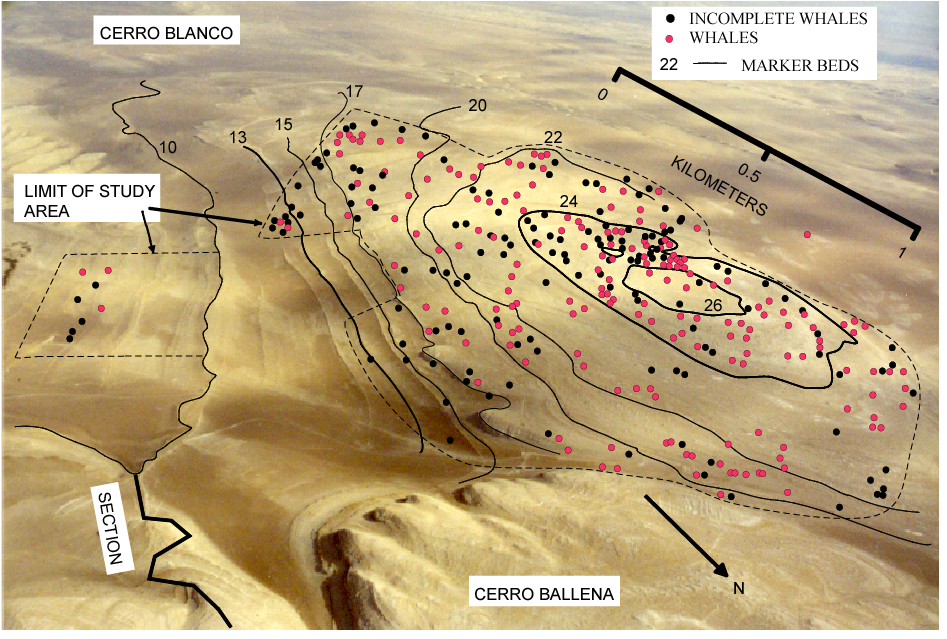 CERRO BLANCO
INCOMPLETE WHALES
WHALES
22 MARKER BEDS
0
0.5
1
KILOMETERS
17
20
15
13
10
22
24
26
LIMIT OF STUDY
AREA
SECTION
N
CERRO BALLENA